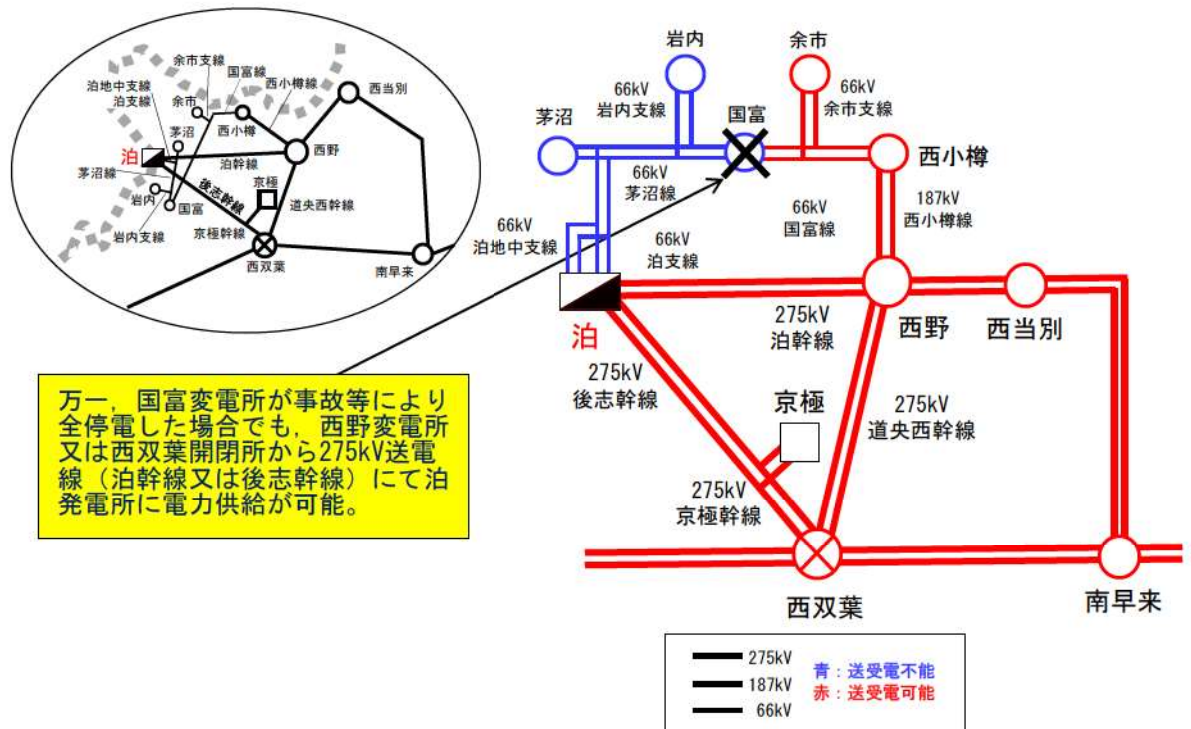 余市支線
国富線
泊地中支線
西小樽線
泊支線
余市
西当別
西小樽
茅沼
泊
西野
泊幹線
茅沼線
京極
岩内
後志幹線
国富
道央西幹線
岩内支線
京極幹線
西双葉
南早来
岩内
余市
66kV
岩内支線
66kV
余市支線
茅沼
国富
西小樽
66kV
茅沼線
187kV
西小樽線
66kV
国富線
66kV
泊地中支線
66kV
泊支線
泊
275kV
泊幹線
西野
西当別
275kV
後志幹線
京極
275kV
道央西幹線
275kV
京極幹線
西双葉
南早来
万一，国富変電所が事故等により
全停電した場合でも，西野変電所
又は西双葉開閉所から275kV送電
線（泊幹線又は後志幹線）にて泊
発電所に電力供給が可能。
275kV
187kV
66kV
青：送受電不能
赤：送受電可能